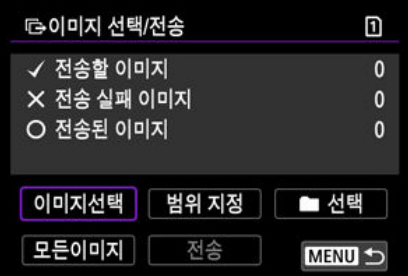 이미지 선택/전송 1
✓ 전송할 이미지 0
✕ 전송 실패 이미지 0
○ 전송된 이미지 0
이미지선택 범위 지정 선택
모든이미지 전송 MENU